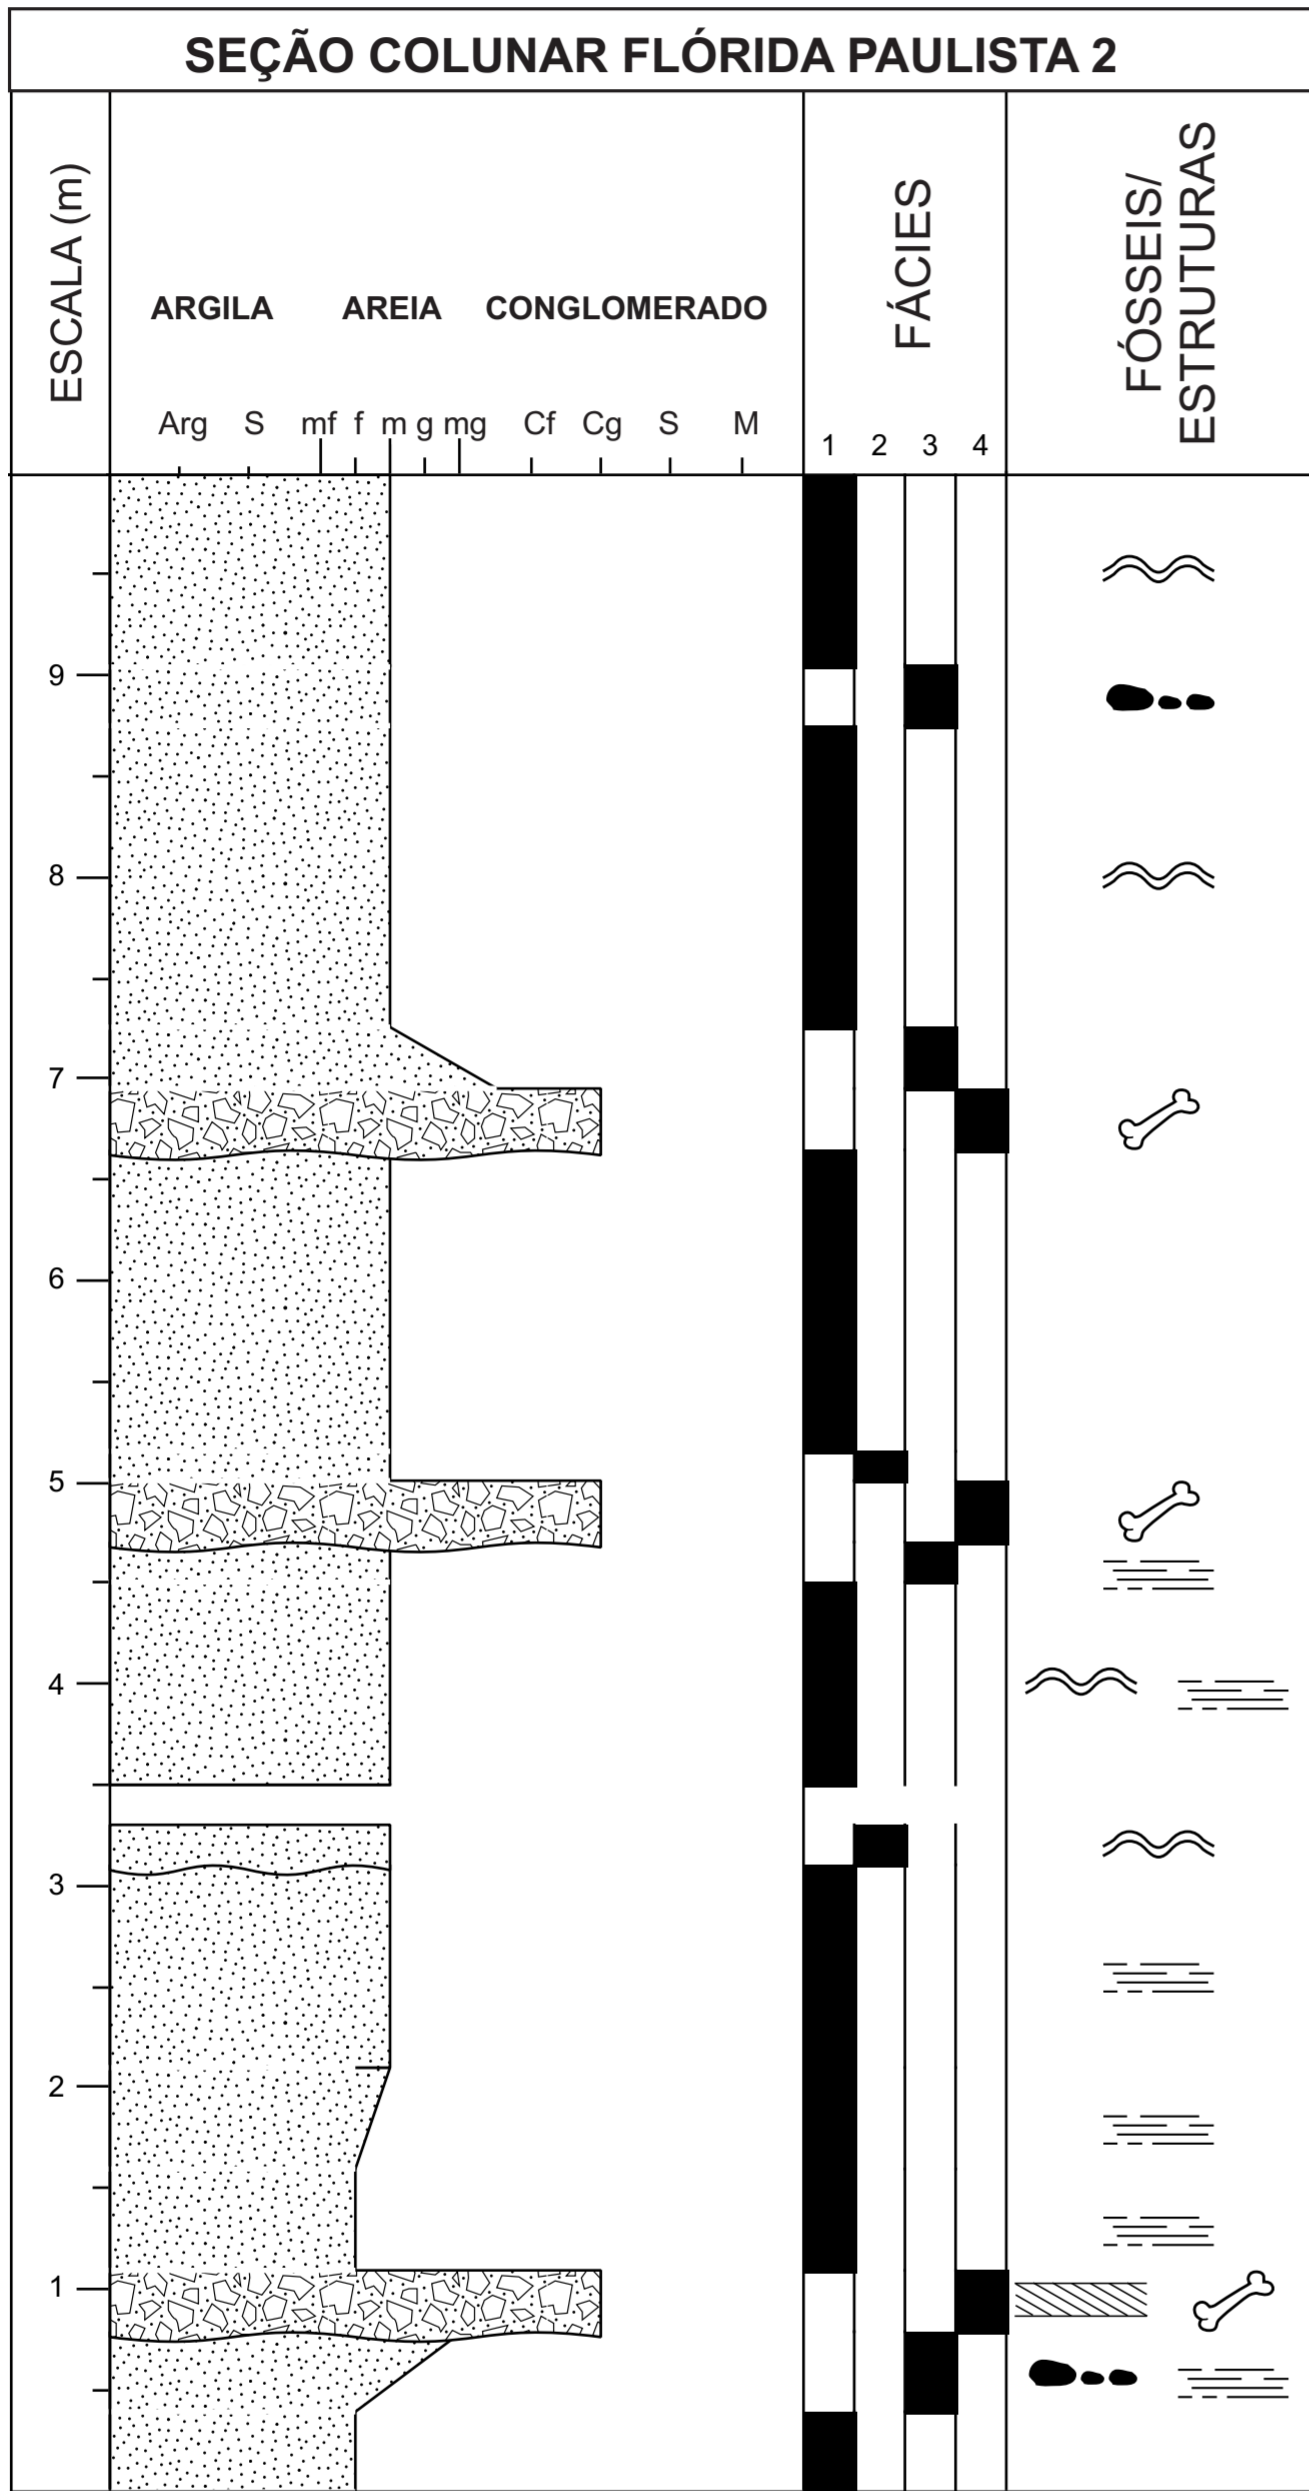 SEÇÃO COLUNAR FLÓRIDA PAULISTA 2
ESCALA (m)
ARGILA AREIA CONGLOMERADO
Arg S mf f m g mg Cf Cg S M
FÁCIES
1 2 3 4
FÓSSEIS/
ESTRUTURAS
9
8
7
6
5
4
3
2
1